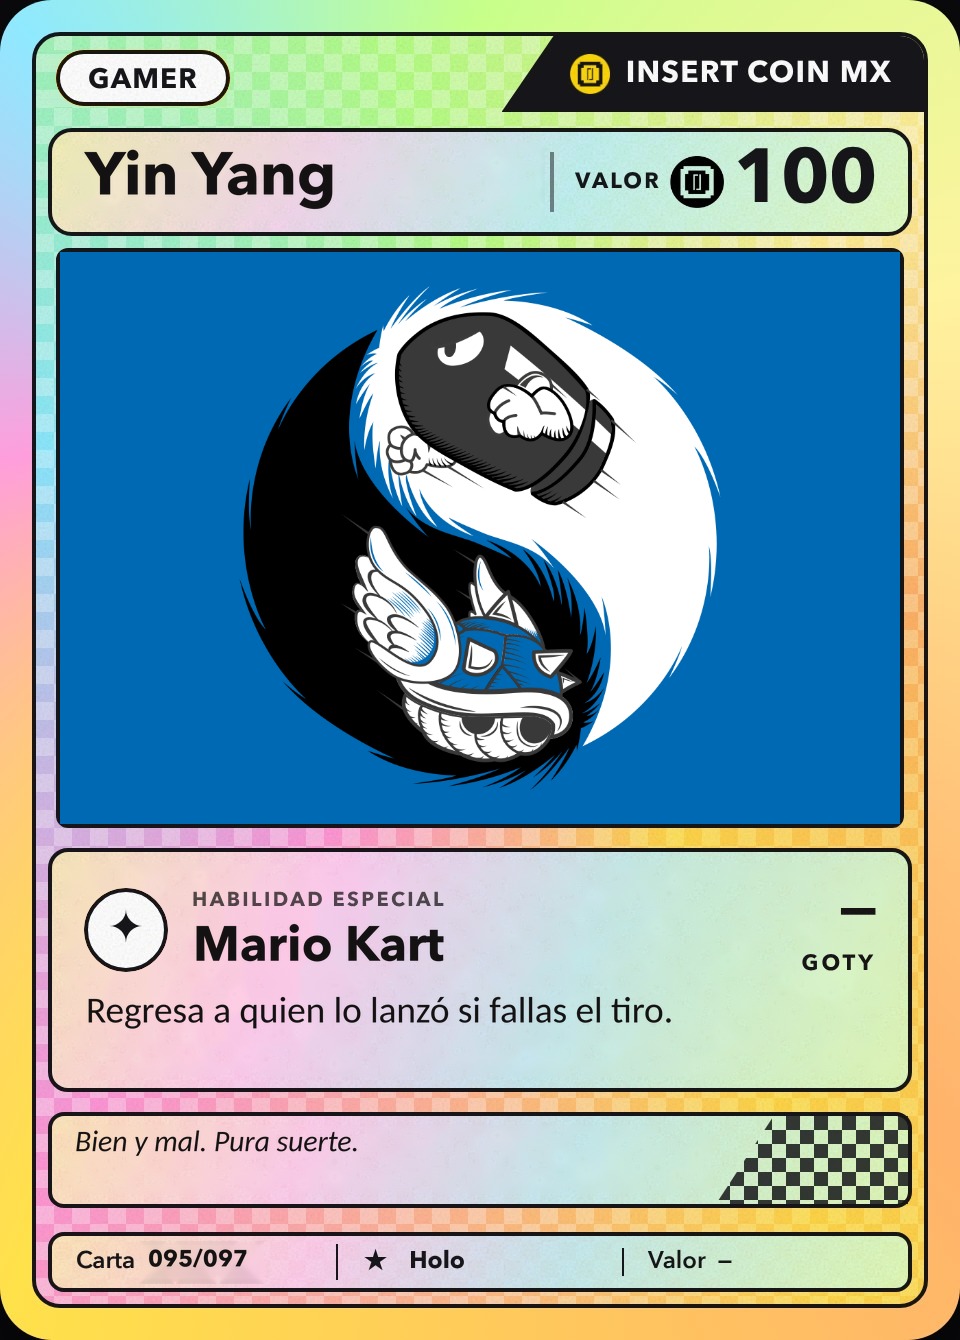 GAMER
INSERT COIN MX
Yin Yang
VALOR 100
HABILIDAD ESPECIAL
Mario Kart
–
GOTY
Regresa a quien lo lanzó si fallas el tiro.
Bien y mal. Pura suerte.
Carta 095/097 ★ Holo Valor –